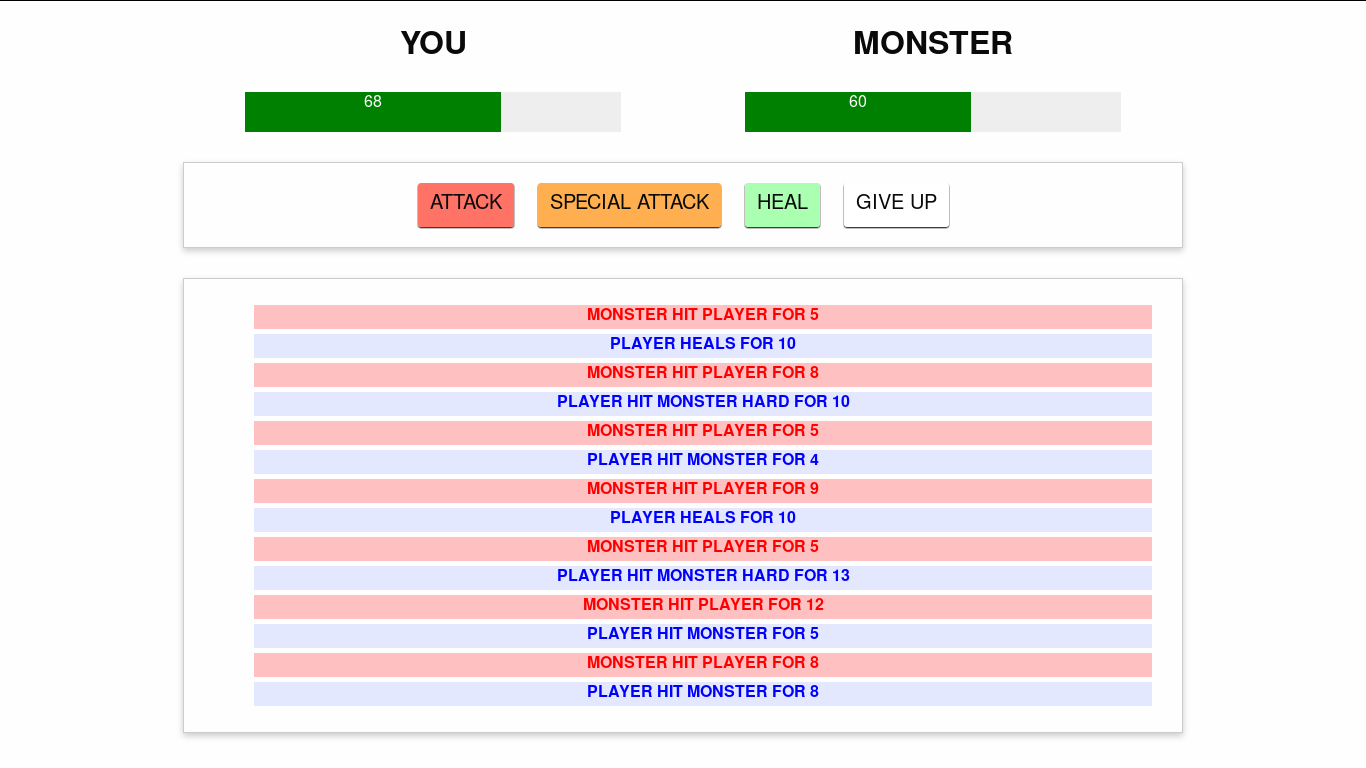 YOU MONSTER
68 60
ATTACK SPECIAL ATTACK HEAL GIVE UP
MONSTER HIT PLAYER FOR 5
PLAYER HEALS FOR 10
MONSTER HIT PLAYER FOR 8
PLAYER HIT MONSTER HARD FOR 10
MONSTER HIT PLAYER FOR 5
PLAYER HIT MONSTER FOR 4
MONSTER HIT PLAYER FOR 9
PLAYER HEALS FOR 10
MONSTER HIT PLAYER FOR 5
PLAYER HIT MONSTER HARD FOR 13
MONSTER HIT PLAYER FOR 12
PLAYER HIT MONSTER FOR 5
MONSTER HIT PLAYER FOR 8
PLAYER HIT MONSTER FOR 8